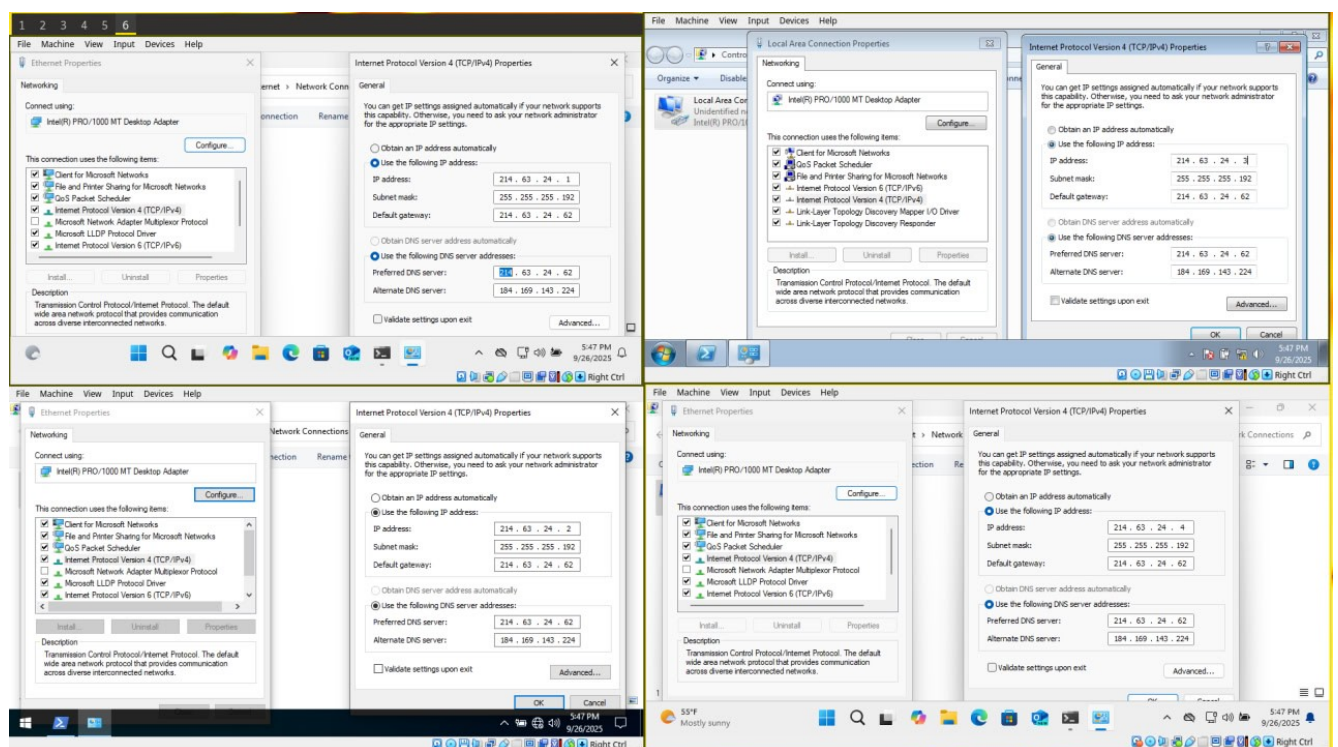 1 2 3 4 5 6
File Machine View Input Devices Help
Ethernet Properties
Networking
Connect using:
Intel(R) PRO/1000 MT Desktop Adapter
Configure...
This connection uses the following items:
Client for Microsoft Networks
File and Printer Sharing for Microsoft Networks
QoS Packet Scheduler
Internet Protocol Version 4 (TCP/IPv4)
Microsoft Network Adapter Multiplexor Protocol
Microsoft LLDP Protocol Driver
Internet Protocol Version 6 (TCP/IPv6)
Install... Uninstall Properties
Description
Transmission Control Protocol/Internet Protocol. The default
wide area network protocol that provides communication
across diverse interconnected networks.
ernet > Network Conn
onnection Rename
Internet Protocol Version 4 (TCP/IPv4) Properties
General
You can get IP settings assigned automatically if your network supports
this capability. Otherwise, you need to ask your network administrator
for the appropriate IP settings.
Obtain an IP address automatically
Use the following IP address:
IP address: 214 . 63 . 24 . 1
Subnet mask: 255 . 255 . 255 . 192
Default gateway: 214 . 63 . 24 . 62
Obtain DNS server address automatically
Use the following DNS server addresses:
Preferred DNS server: 214 . 63 . 24 . 62
Alternate DNS server: 184 . 169 . 143 . 224
Validate settings upon exit
Advanced...
5:47 PM
9/26/2025
Right Ctrl
File Machine View Input Devices Help
Contro
Organize Disable
Local Area Cor
Unidentified n
Intel(R) PRO/1
Local Area Connection Properties
Networking
Connect using:
Intel(R) PRO/1000 MT Desktop Adapter
Configure...
This connection uses the following items:
Client for Microsoft Networks
QoS Packet Scheduler
File and Printer Sharing for Microsoft Networks
Internet Protocol Version 6 (TCP/IPv6)
Internet Protocol Version 4 (TCP/IPv4)
Link-Layer Topology Discovery Mapper I/O Driver
Link-Layer Topology Discovery Responder
Install... Uninstall Properties
Description
Transmission Control Protocol/Internet Protocol. The default
wide area network protocol that provides communication
across diverse interconnected networks.
Internet Protocol Version 4 (TCP/IPv4) Properties
General
You can get IP settings assigned automatically if your network supports
this capability. Otherwise, you need to ask your network administrator
for the appropriate IP settings.
Obtain an IP address automatically
Use the following IP address:
IP address: 214 . 63 . 24 . 3
Subnet mask: 255 . 255 . 255 . 192
Default gateway: 214 . 63 . 24 . 62
Obtain DNS server address automatically
Use the following DNS server addresses:
Preferred DNS server: 214 . 63 . 24 . 62
Alternate DNS server: 184 . 169 . 143 . 224
Validate settings upon exit
Advanced...
OK Cancel
5:47 PM
9/26/2025
Right Ctrl
File Machine View Input Devices Help
Ethernet Properties
Networking
Connect using:
Intel(R) PRO/1000 MT Desktop Adapter
Configure...
This connection uses the following items:
Client for Microsoft Networks
File and Printer Sharing for Microsoft Networks
QoS Packet Scheduler
Internet Protocol Version 4 (TCP/IPv4)
Microsoft Network Adapter Multiplexor Protocol
Microsoft LLDP Protocol Driver
Internet Protocol Version 6 (TCP/IPv6)
Install... Uninstall Properties
Description
Transmission Control Protocol/Internet Protocol. The default
wide area network protocol that provides communication
across diverse interconnected networks.
Network Connections
nection Rename
Internet Protocol Version 4 (TCP/IPv4) Properties
General
You can get IP settings assigned automatically if your network supports
this capability. Otherwise, you need to ask your network administrator
for the appropriate IP settings.
Obtain an IP address automatically
Use the following IP address:
IP address: 214 . 63 . 24 . 2
Subnet mask: 255 . 255 . 255 . 192
Default gateway: 214 . 63 . 24 . 62
Obtain DNS server address automatically
Use the following DNS server addresses:
Preferred DNS server: 214 . 63 . 24 . 62
Alternate DNS server: 184 . 169 . 143 . 224
Validate settings upon exit
Advanced...
OK Cancel
5:47 PM
9/26/2025
Right Ctrl
File Machine View Input Devices Help
Ethernet Properties
Networking
Connect using:
Intel(R) PRO/1000 MT Desktop Adapter
Configure...
This connection uses the following items:
Client for Microsoft Networks
File and Printer Sharing for Microsoft Networks
QoS Packet Scheduler
Internet Protocol Version 4 (TCP/IPv4)
Microsoft Network Adapter Multiplexor Protocol
Microsoft LLDP Protocol Driver
Internet Protocol Version 6 (TCP/IPv6)
Install... Uninstall Properties
Description
Transmission Control Protocol/Internet Protocol. The default
wide area network protocol that provides communication
across diverse interconnected networks.
t > Network
ection Re
rk Connections
Internet Protocol Version 4 (TCP/IPv4) Properties
General
You can get IP settings assigned automatically if your network supports
this capability. Otherwise, you need to ask your network administrator
for the appropriate IP settings.
Obtain an IP address automatically
Use the following IP address:
IP address: 214 . 63 . 24 . 4
Subnet mask: 255 . 255 . 255 . 192
Default gateway: 214 . 63 . 24 . 62
Obtain DNS server address automatically
Use the following DNS server addresses:
Preferred DNS server: 214 . 63 . 24 . 62
Alternate DNS server: 184 . 169 . 143 . 224
Validate settings upon exit
Advanced...
55°F
Mostly sunny
5:47 PM
9/26/2025
Right Ctrl